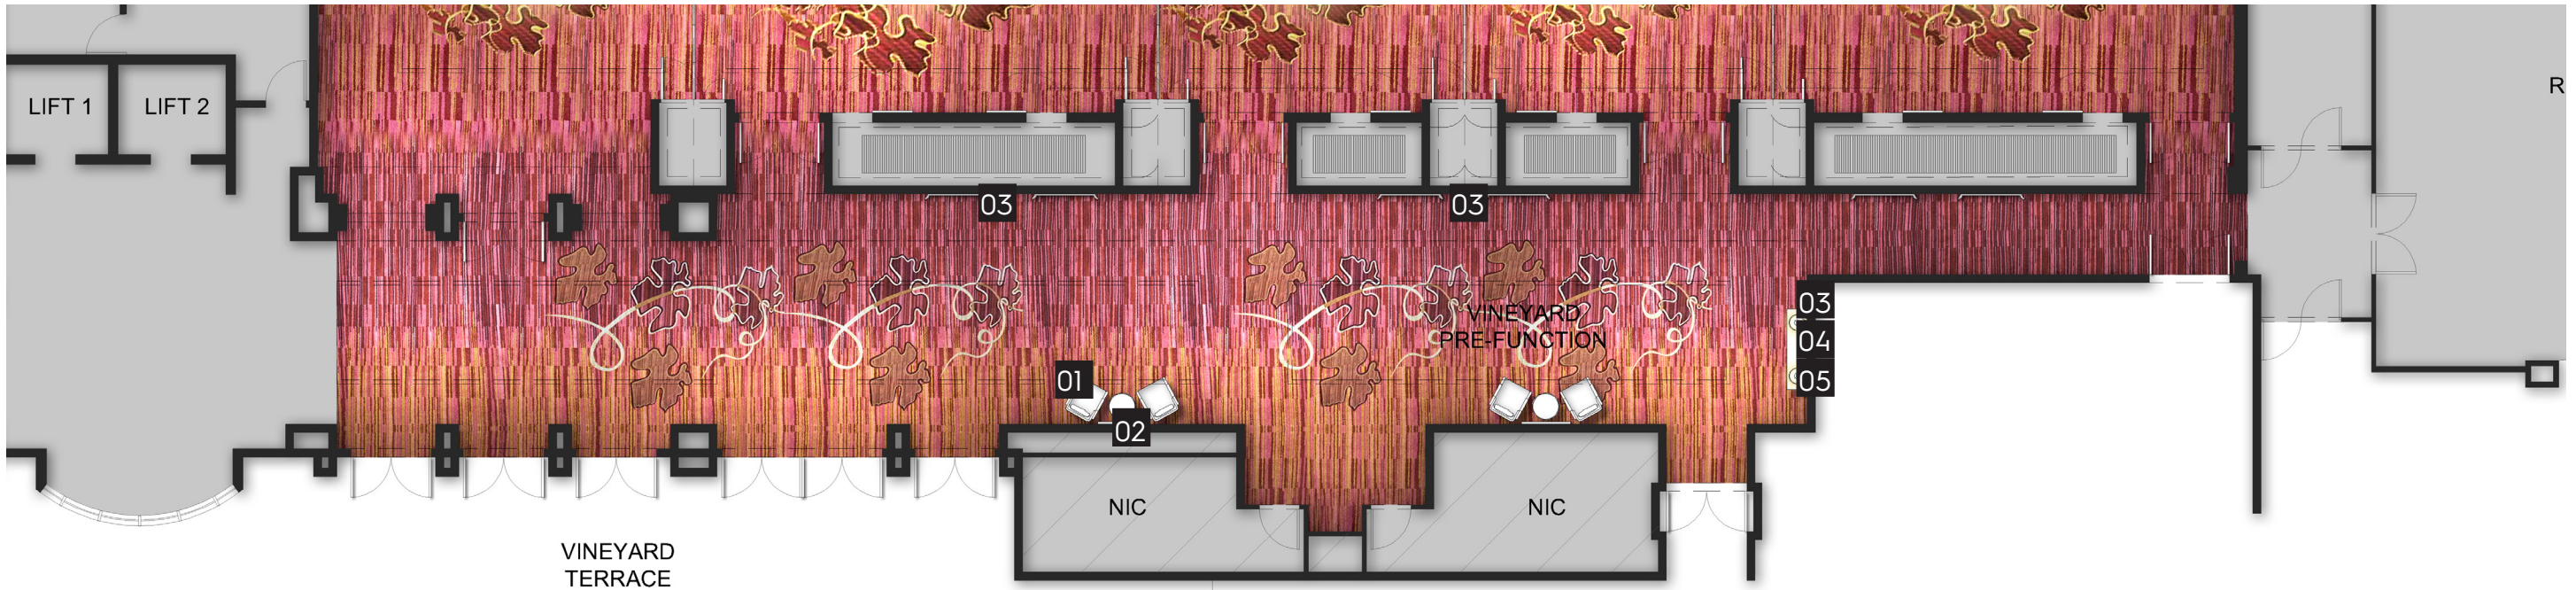 R
LIFT 1
LIFT 2
03
03
03
VINEYARD
PRE-FUNCTION
04
01
05
02
NIC
NIC
VINEYARD
TERRACE